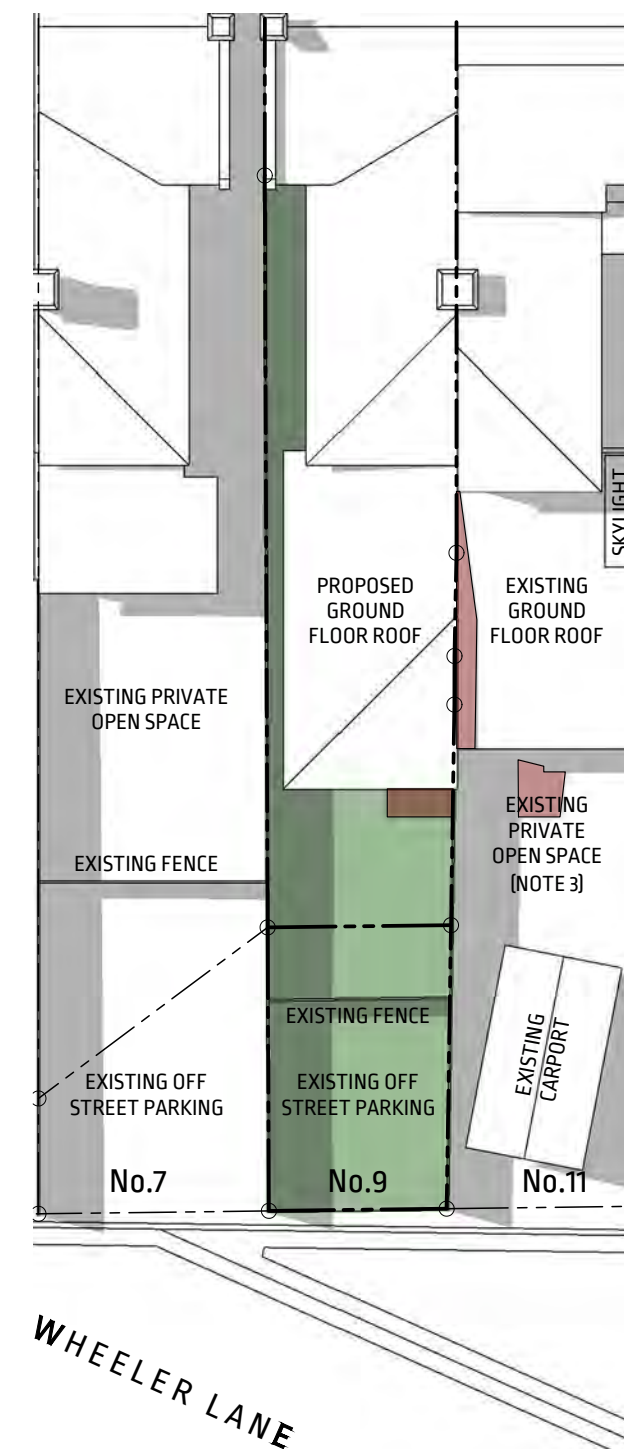 SKYLIGHT
PROPOSED
GROUND
FLOOR ROOF
EXISTING
GROUND
FLOOR ROOF
EXISTING PRIVATE
OPEN SPACE
EXISTING
PRIVATE
OPEN SPACE
[NOTE 3]
EXISTING FENCE
EXISTING FENCE
EXISTING
CARPORT
EXISTING OFF
STREET PARKING
EXISTING OFF
STREET PARKING
No.7
No.9
No.11
WHEELER LANE